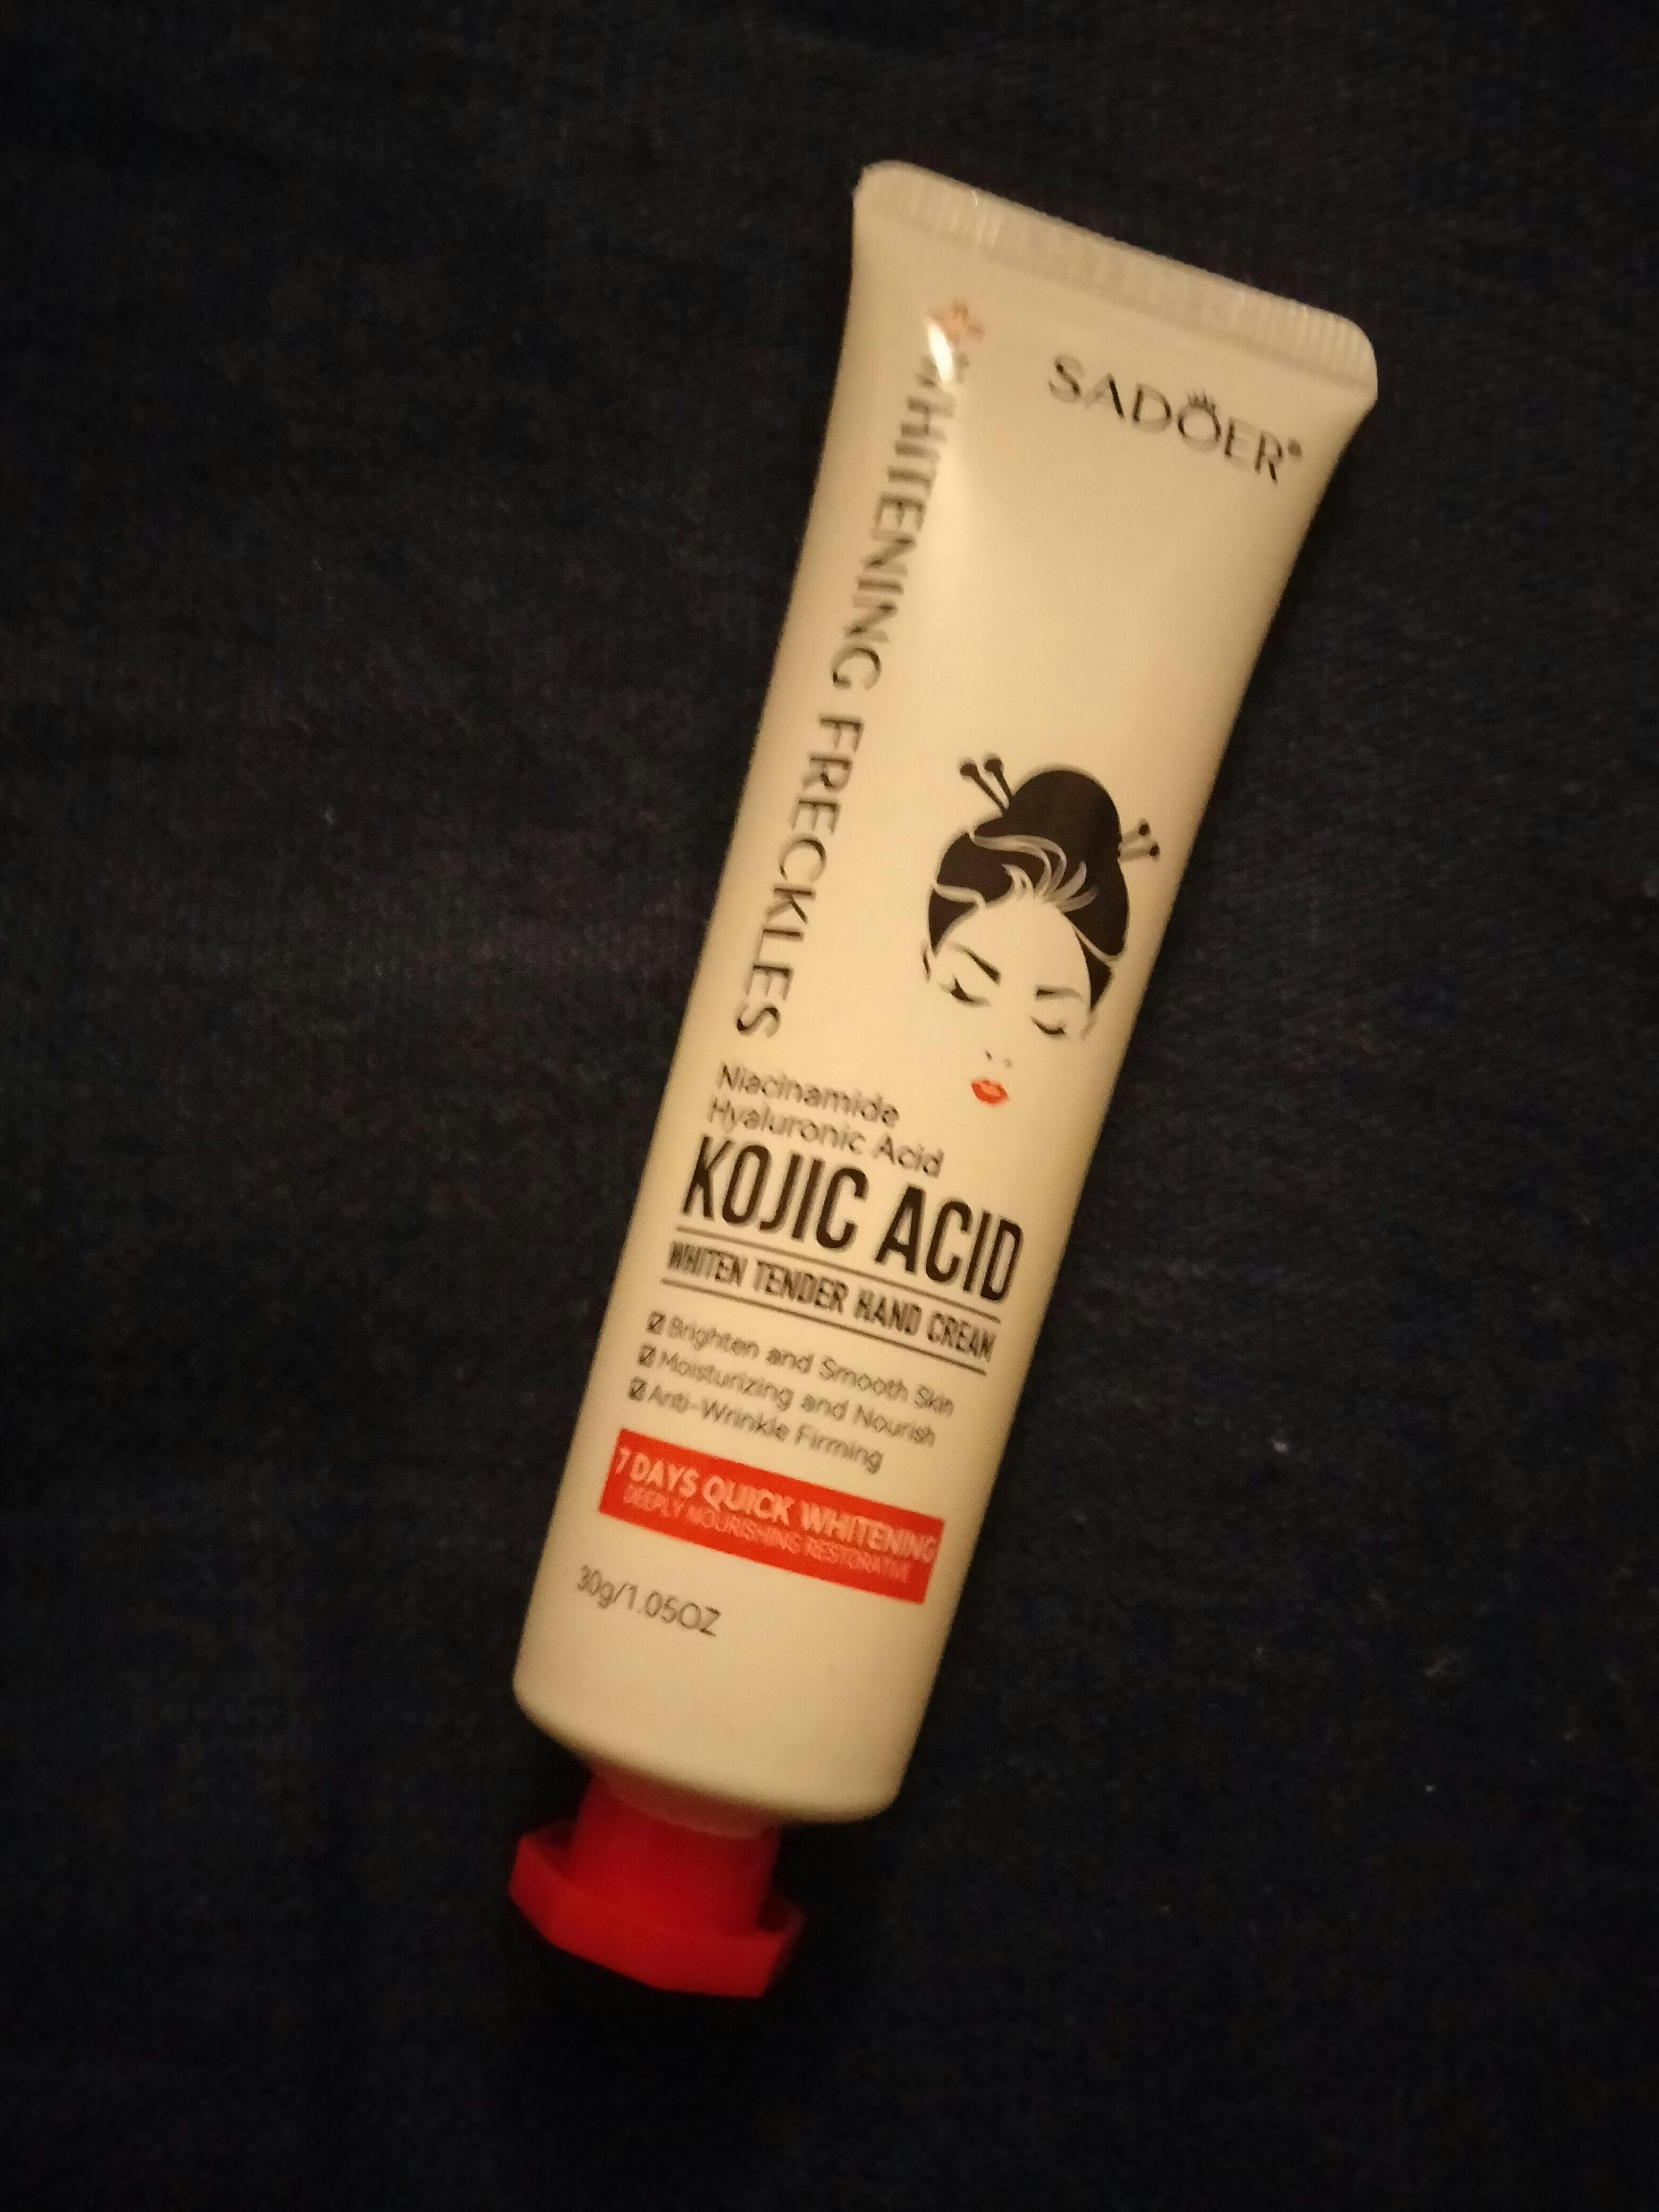 SADOER®
WHITENING FRECKLES
Niacinamide
Hyaluronic Acid
KOJIC ACID
WHITEN TENDER HAND CREAM
☑ Brighten and Smooth Skin
☑ Moisturizing and Nourish
☑ Anti-Wrinkle Firming
7 DAYS QUICK WHITENING
DEEPLY NOURISHING RESTORATIVE
30g/1.05OZ